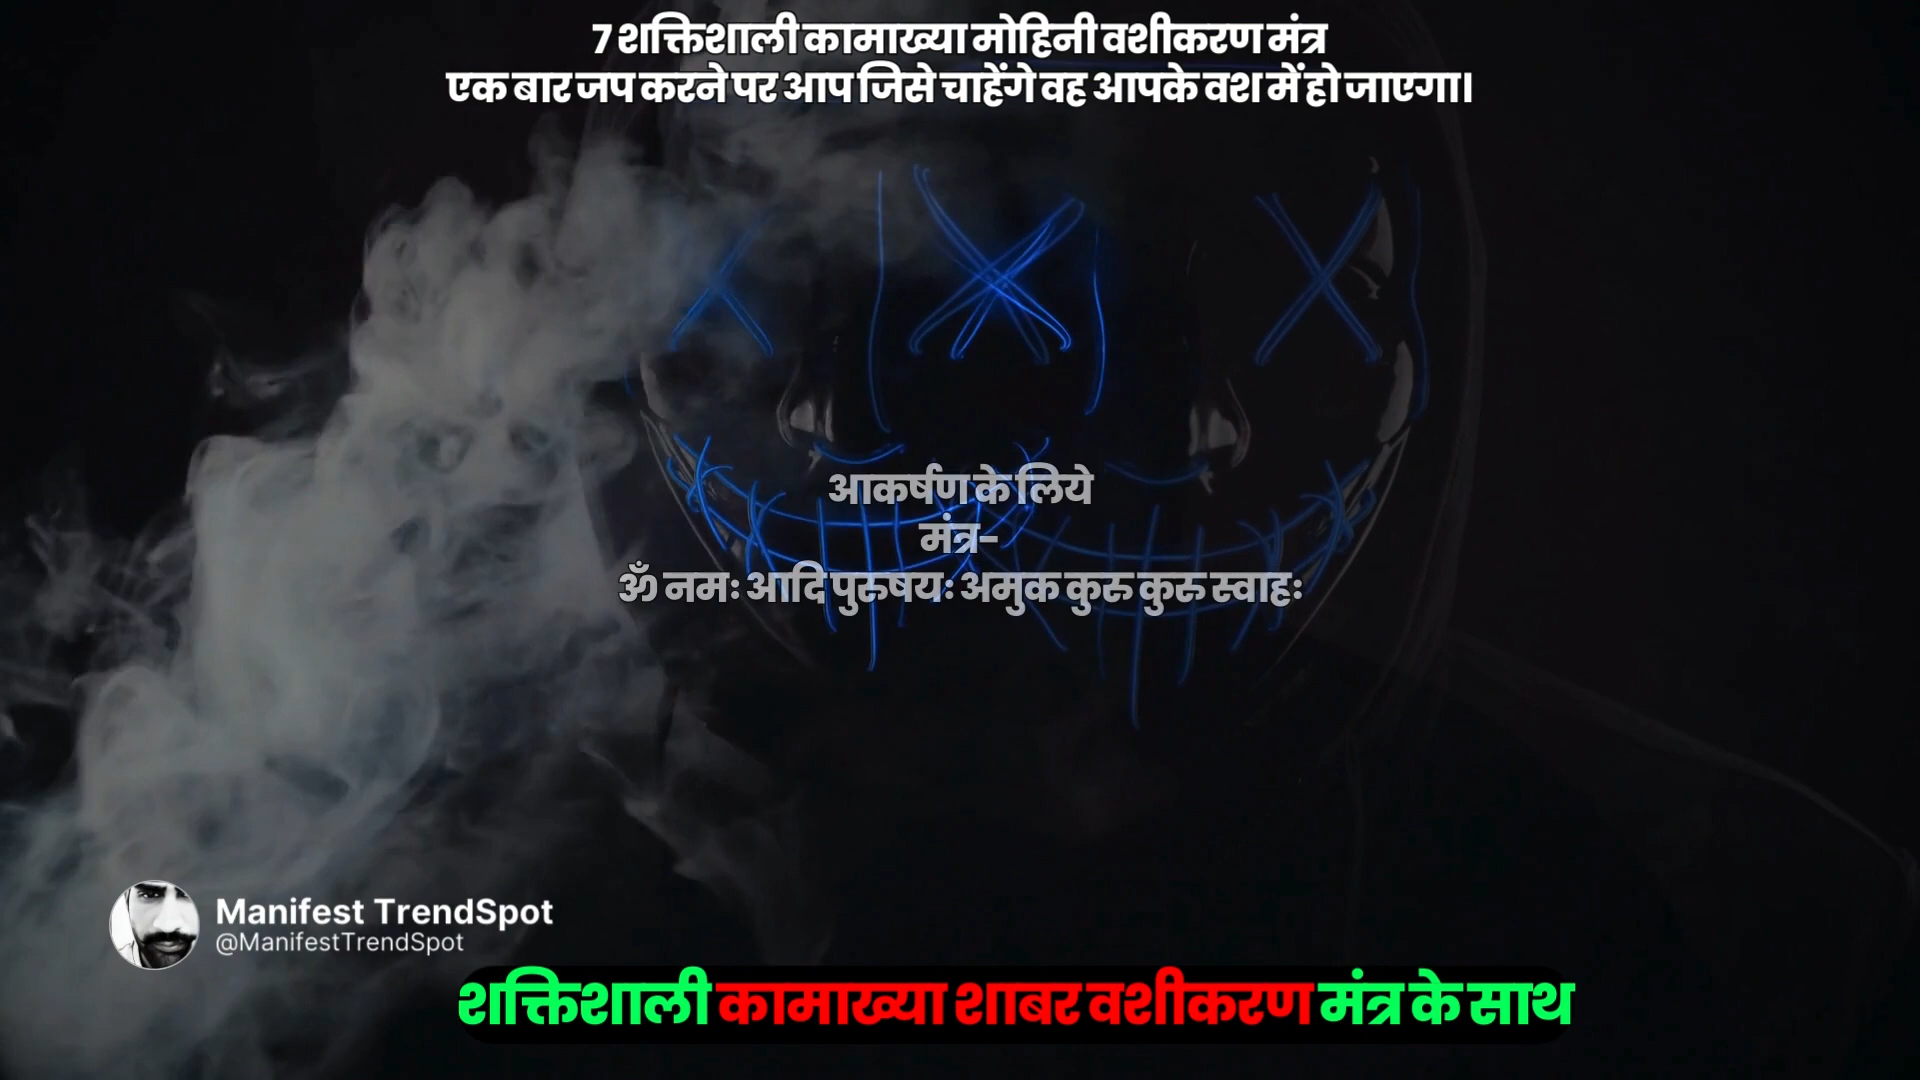 7 शक्तिशाली कामाख्या मोहिनी वशीकरण मंत्र
एक बार जप करने पर आप जिसे चाहेंगे वह आपके वश में हो जाएगा।
आकर्षण के लिये
मंत्र-
ॐ नमः आदि पुरुषयः अमुक कुरु कुरु स्वाहः
Manifest TrendSpot
@ManifestTrendSpot
शक्तिशाली कामाख्या शाबर वशीकरण मंत्र के साथ